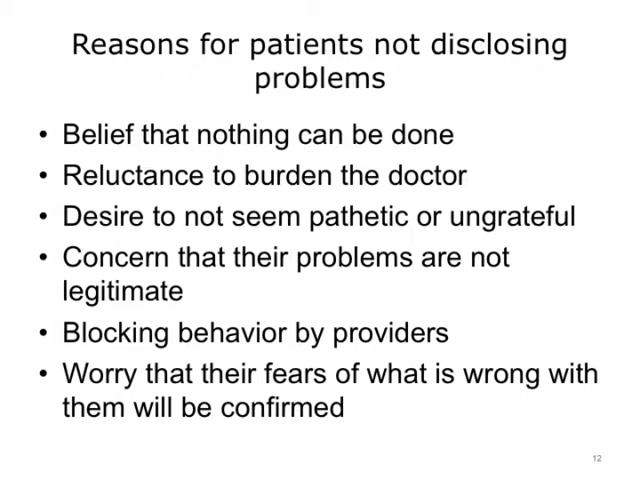 Reasons for patients not disclosing
problems
• Belief that nothing can be done
• Reluctance to burden the doctor
• Desire to not seem pathetic or ungrateful
• Concern that their problems are not
legitimate
• Blocking behavior by providers
• Worry that their fears of what is wrong with
them will be confirmed
12